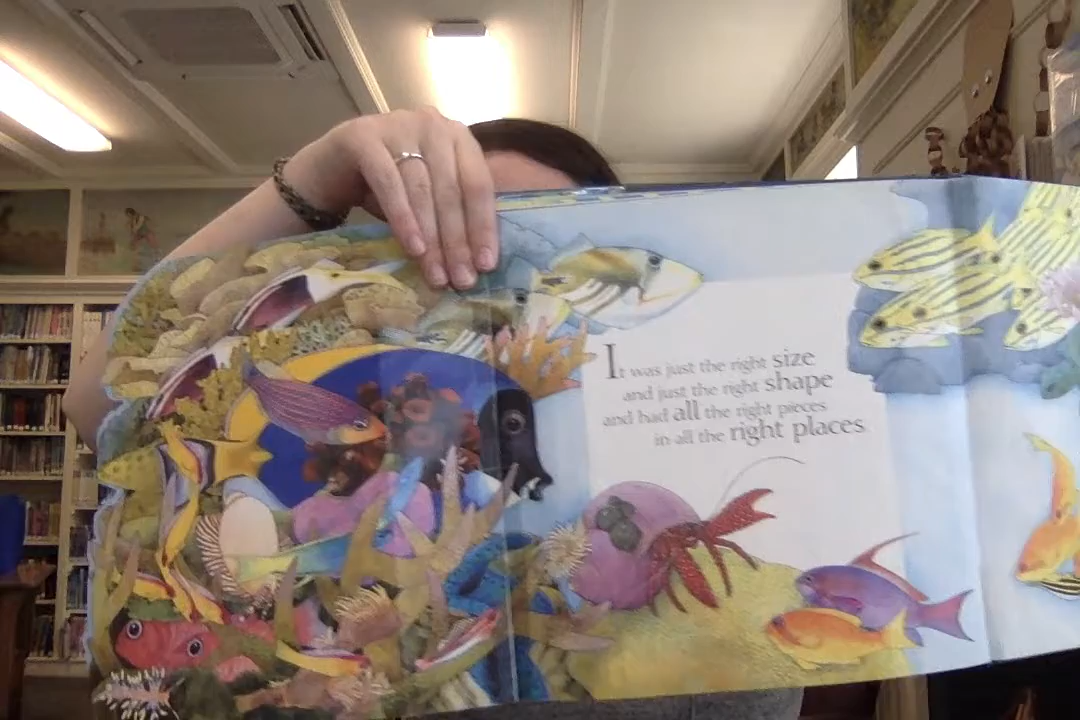 It was just the right size
and just the right shape
and had all the right pieces
in all the right places